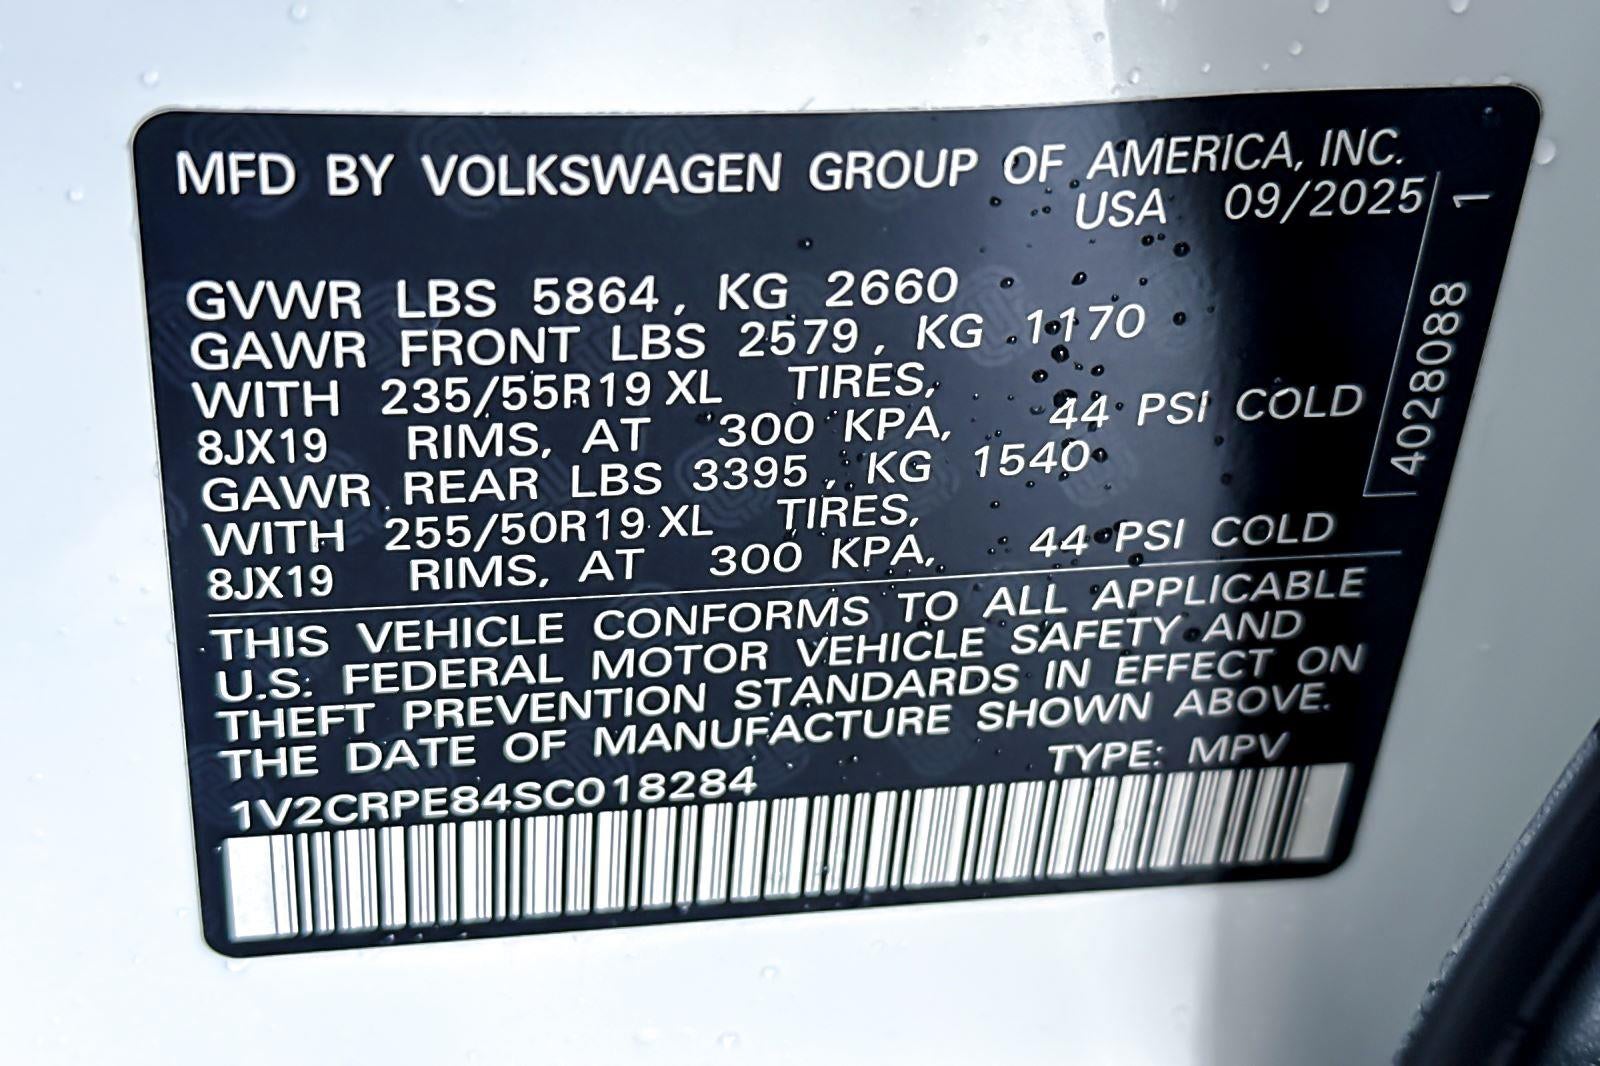 MFD BY VOLKSWAGEN GROUP OF AMERICA, INC.
USA 09/2025
GVWR LBS 5864, KG 2660
GAWR FRONT LBS 2579, KG 1170
WITH 235/55R19 XL TIRES,
8JX19 RIMS, AT 300 KPA, 44 PSI COLD
GAWR REAR LBS 3395, KG 1540
WITH 255/50R19 XL TIRES,
8JX19 RIMS, AT 300 KPA, 44 PSI COLD
THIS VEHICLE CONFORMS TO ALL APPLICABLE
U.S. FEDERAL MOTOR VEHICLE SAFETY AND
THEFT PREVENTION STANDARDS IN EFFECT ON
THE DATE OF MANUFACTURE SHOWN ABOVE.
1V2CRPE84SC018284 TYPE: MPV
4028088 1